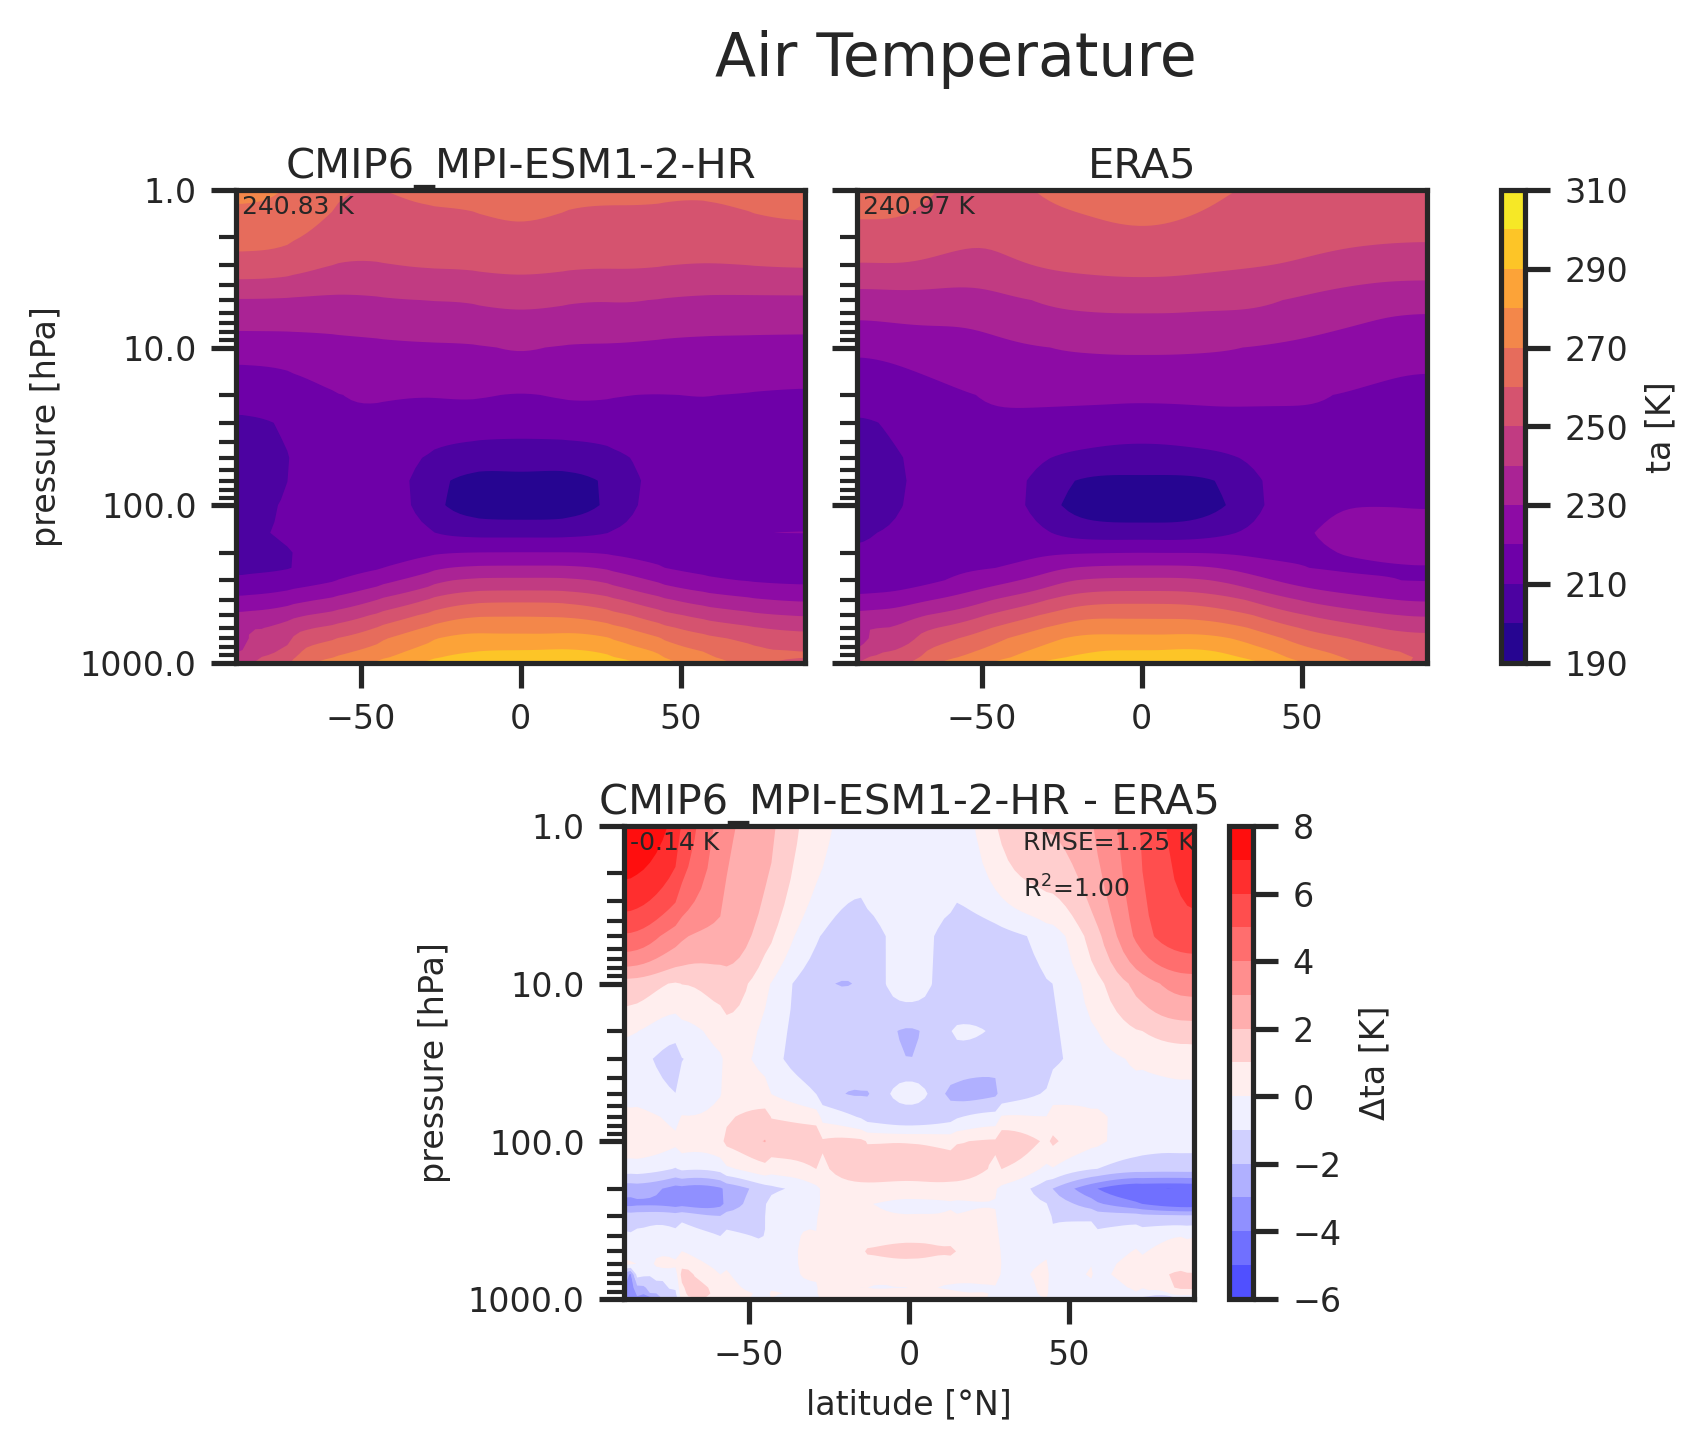 Air Temperature
CMIP6_MPI-ESM1-2-HR
ERA5
240.83 K
240.97 K
1.0
10.0
100.0
1000.0
pressure [hPa]
−50 0 50
−50 0 50
310
290
270
250
230
210
190
ta [K]
CMIP6_MPI-ESM1-2-HR - ERA5
-0.14 K
RMSE=1.25 K
R²=1.00
1.0
10.0
100.0
1000.0
pressure [hPa]
−50 0 50
latitude [°N]
8
6
4
2
0
−2
−4
−6
Δta [K]